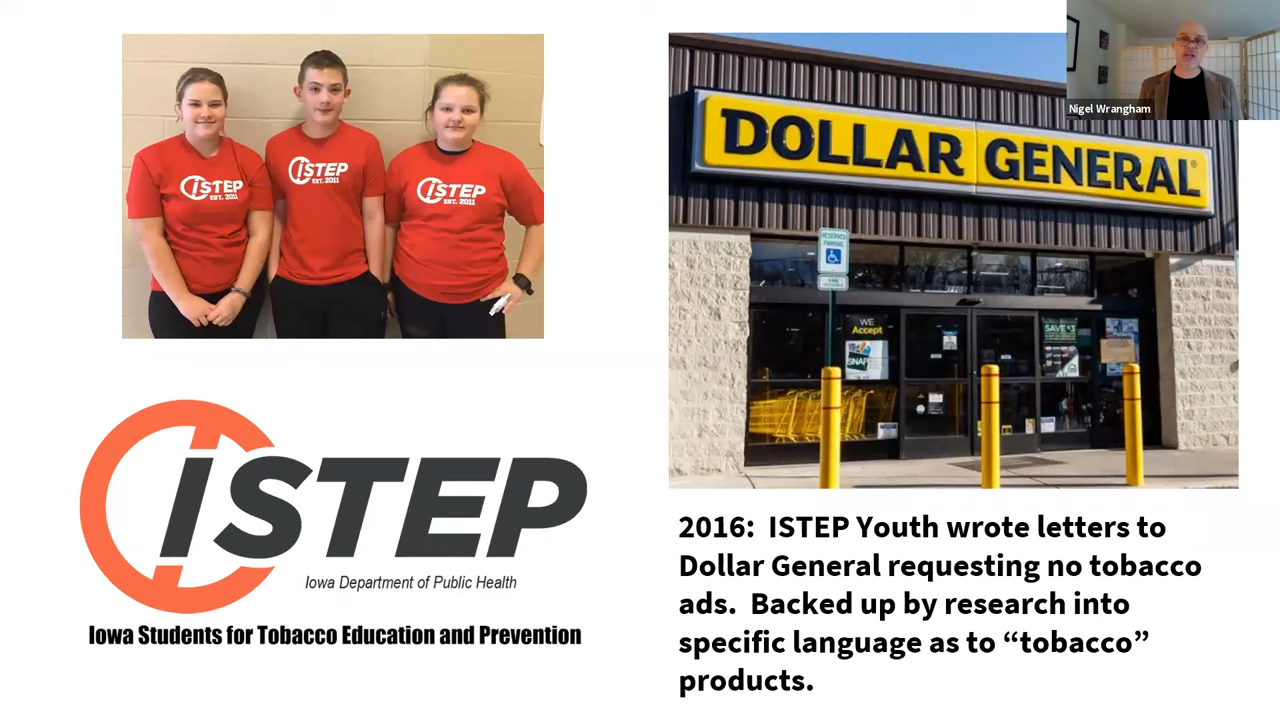 iSTEP
EST. 2011
iSTEP
EST. 2011
iSTEP
EST. 2011
DOLLAR GENERAL
Nigel Wrangham
RESERVED
PARKING
WE
Accept
SNAP
SAVE $3
iSTEP
Iowa Department of Public Health
Iowa Students for Tobacco Education and Prevention
2016: ISTEP Youth wrote letters to
Dollar General requesting no tobacco
ads. Backed up by research into
specific language as to “tobacco”
products.